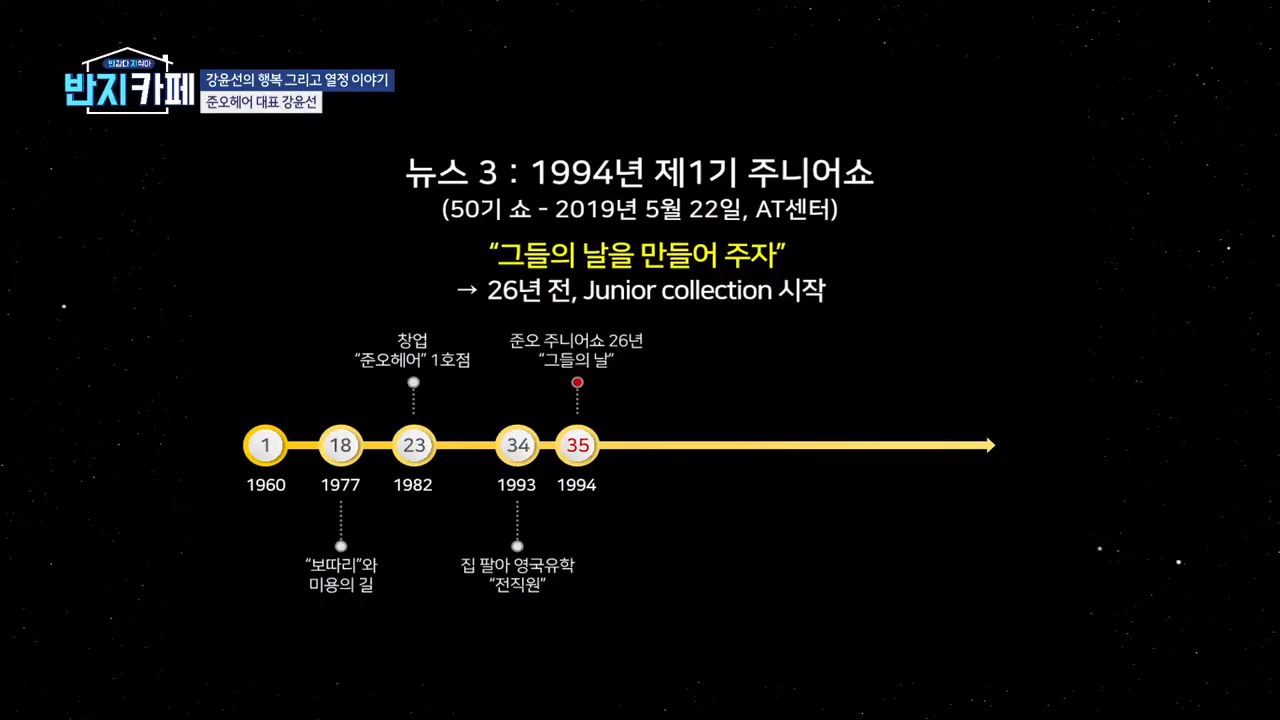 반갑다 지식아
반지카페
강윤선의 행복 그리고 열정 이야기
준오헤어 대표 강윤선
뉴스 3 : 1994년 제1기 주니어쇼
(50기 쇼 - 2019년 5월 22일, AT센터)
“그들의 날을 만들어 주자”
→ 26년 전, Junior collection 시작
창업
“준오헤어” 1호점
준오 주니어쇼 26년
“그들의 날”
1 18 23 34 35
1960 1977 1982 1993 1994
“보따리”와
미용의 길
집 팔아 영국유학
“전직원”